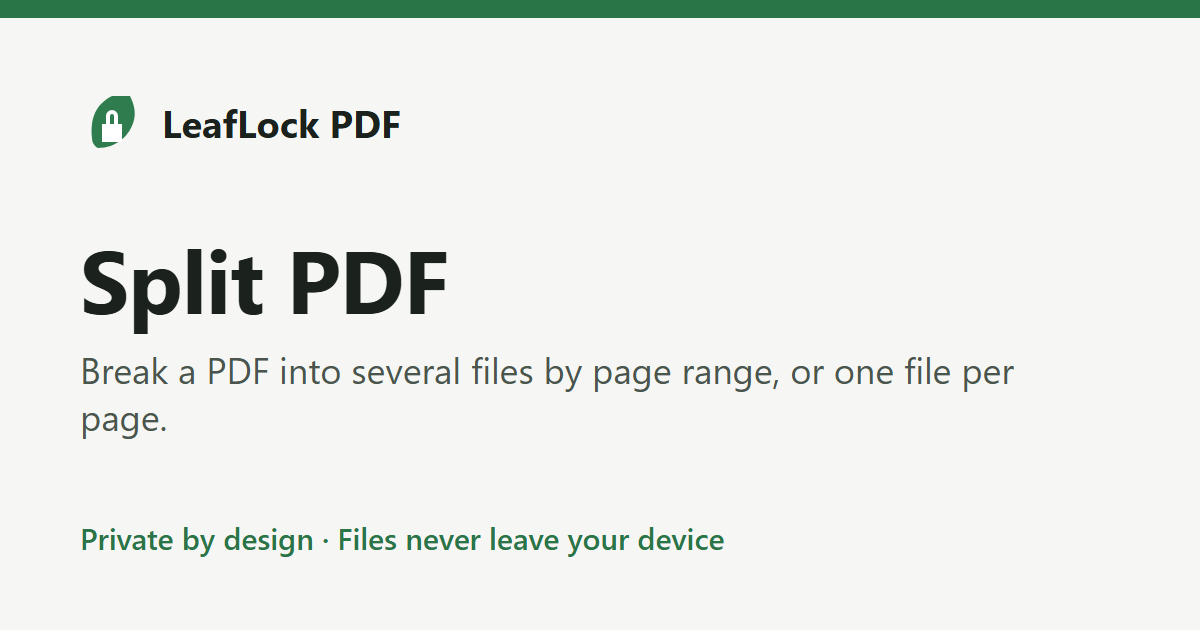 LeafLock PDF
Split PDF
Break a PDF into several files by page range, or one file per
page.
Private by design · Files never leave your device